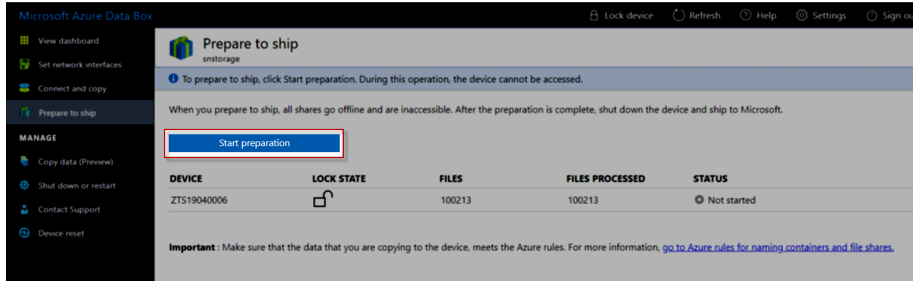 Microsoft Azure Data Box
Lock device
Refresh
Help
Settings
Sign ou
View dashboard
Set network interfaces
Connect and copy
Prepare to ship
MANAGE
Copy data (Preview)
Shut down or restart
Contact Support
Device reset
Prepare to ship
snstorage
To prepare to ship, click Start preparation. During this operation, the device cannot be accessed.
When you prepare to ship, all shares go offline and are inaccessible. After the preparation is complete, shut down the device and ship to Microsoft.
Start preparation
DEVICE LOCK STATE FILES FILES PROCESSED STATUS
ZTS19040006 100213 100213 Not started
Important : Make sure that the data that you are copying to the device, meets the Azure rules. For more information, go to Azure rules for naming containers and file shares.